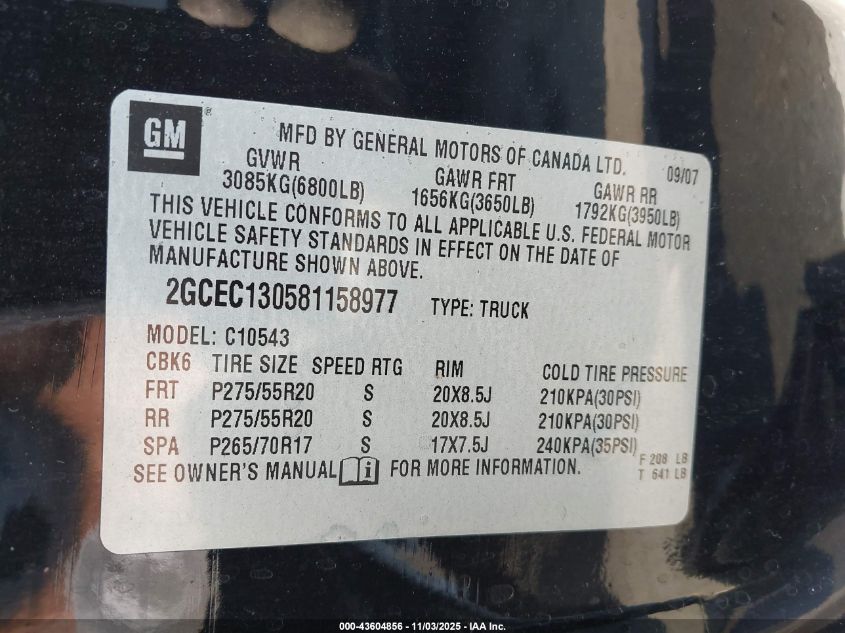 GM
MFD BY GENERAL MOTORS OF CANADA LTD. 09/07
GVWR GAWR FRT GAWR RR
3085KG(6800LB) 1656KG(3650LB) 1792KG(3950LB)
THIS VEHICLE CONFORMS TO ALL APPLICABLE U.S. FEDERAL MOTOR
VEHICLE SAFETY STANDARDS IN EFFECT ON THE DATE OF
MANUFACTURE SHOWN ABOVE.
2GCEC130581158977 TYPE: TRUCK
MODEL: C10543
CBK6 TIRE SIZE SPEED RTG RIM COLD TIRE PRESSURE
FRT P275/55R20 S 20X8.5J 210KPA(30PSI)
RR P275/55R20 S 20X8.5J 210KPA(30PSI)
SPA P265/70R17 S 17X7.5J 240KPA(35PSI)
SEE OWNER'S MANUAL i FOR MORE INFORMATION.
F 208 LB
T 641 LB
000-43604856 - 11/03/2025 - IAA Inc.